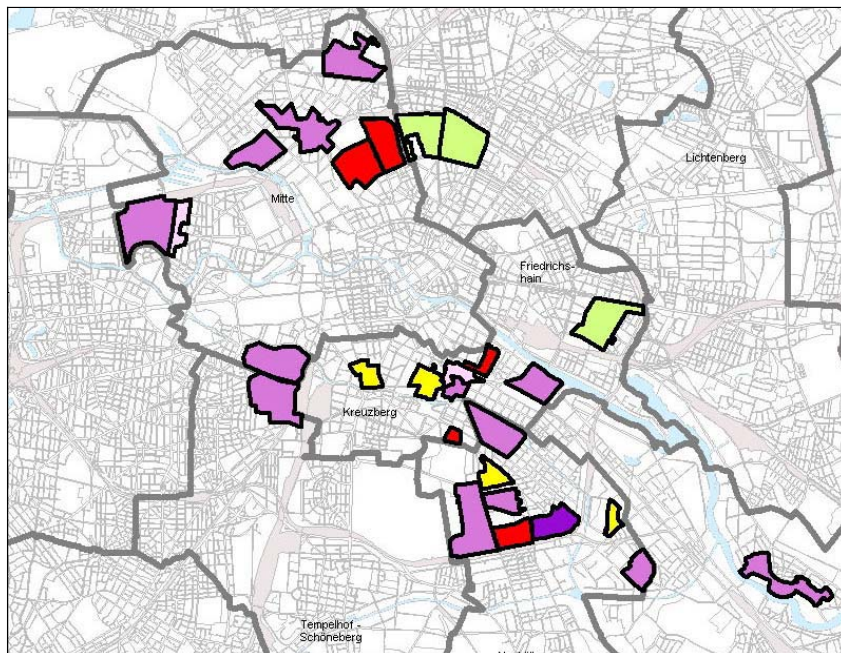 Lichtenberg
Mitte
Friedrichs-
hain
Kreuzberg
Tempelhof -
Schöneberg